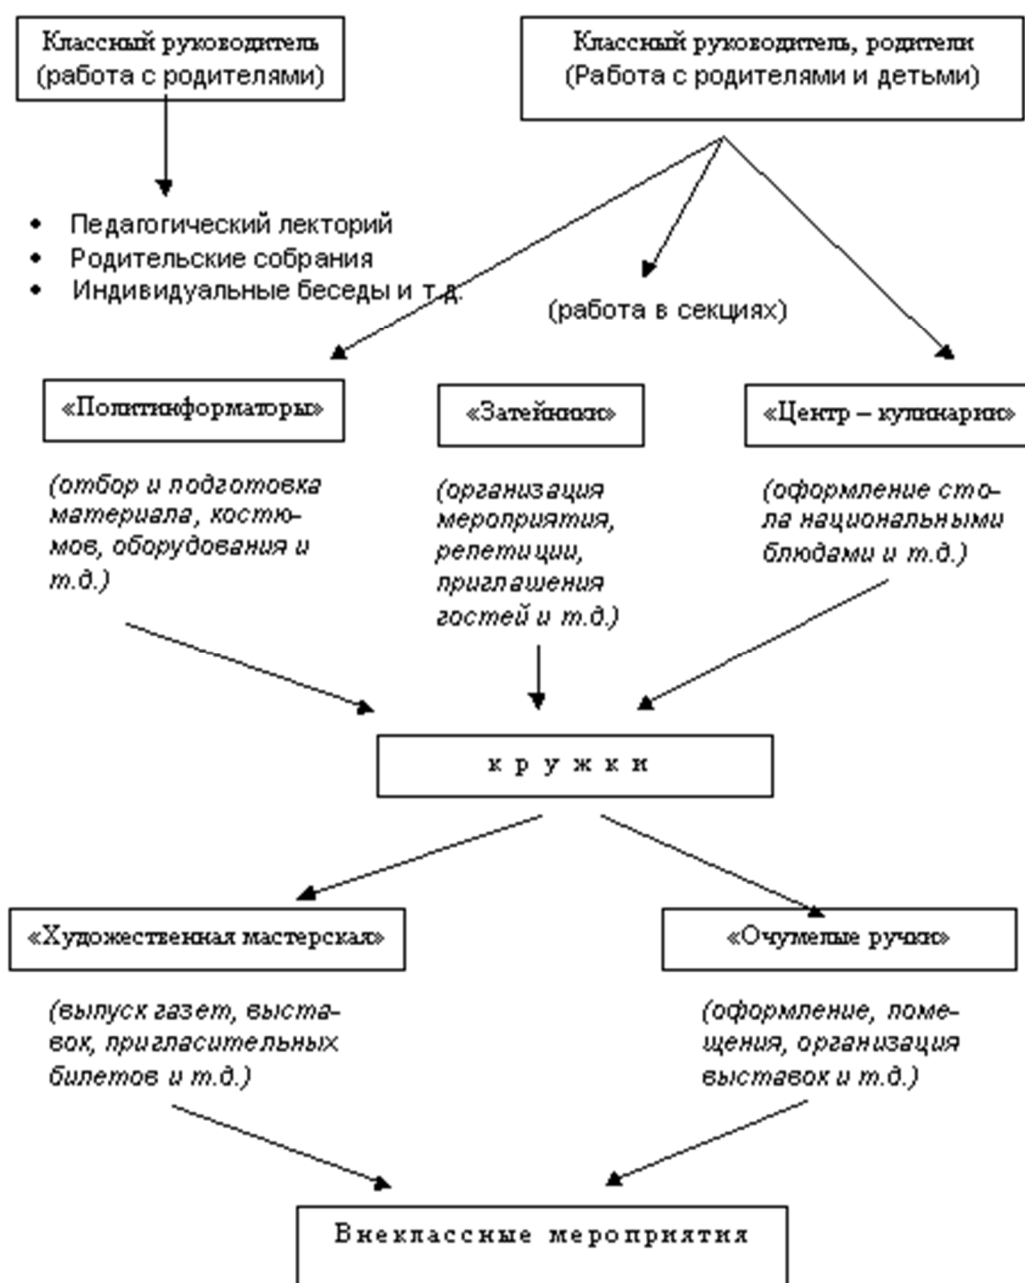 Классный руководитель
(работа с родителями)
Классный руководитель, родители
(Работа с родителями и детьми)
• Педагогический лекторий
• Родительские собрания
• Индивидуальные беседы и т.д.
(работа в секциях)
«Политинформаторы»
«Затейники»
«Центр – кулинарии»
(отбор и подготовка
материала, костю-
мов, оборудования и
т.д.)
(организация
мероприятия,
репетиции,
приглашения
гостей и т.д.)
(оформление сто-
ла национальными
блюдами и т.д.)
к р у ж к и
«Художественная мастерская»
«Очумелые ручки»
(выпуск газет, выста-
вок, пригласительных
билетов и т.д.)
(оформление, поме-
щения, организация
выставок и т.д.)
Внеклассные мероприятия